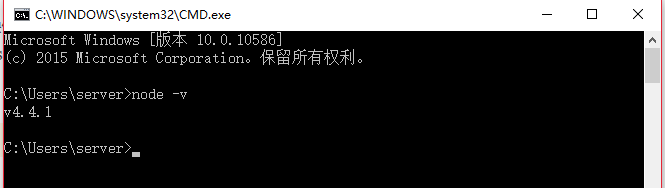 C:\WINDOWS\system32\CMD.exe
Microsoft Windows [版本 10.0.10586]
(c) 2015 Microsoft Corporation。保留所有权利。
C:\Users\server>node -v
v4.4.1
C:\Users\server>